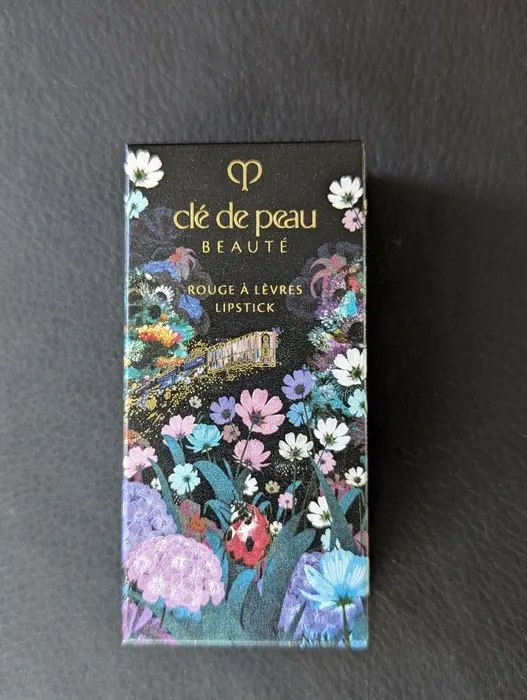 clé de peau
BEAUTÉ
ROUGE À LÈVRES
LIPSTICK